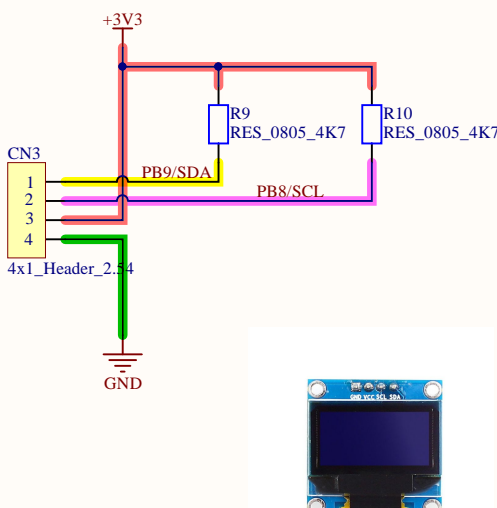 +3V3
R9
RES_0805_4K7
R10
RES_0805_4K7
CN3
1
PB9/SDA
2
PB8/SCL
3
4
4x1_Header_2.54
GND
GND VCC SCL SDA